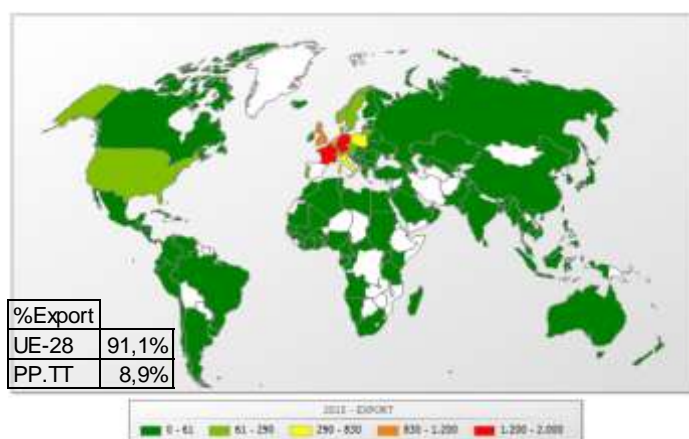 %Export
UE-28 91,1%
PP.TT 8,9%
EXPORT
0 - 61 61 - 290 290 - 830 830 - 1.200 1.200 - 2.000